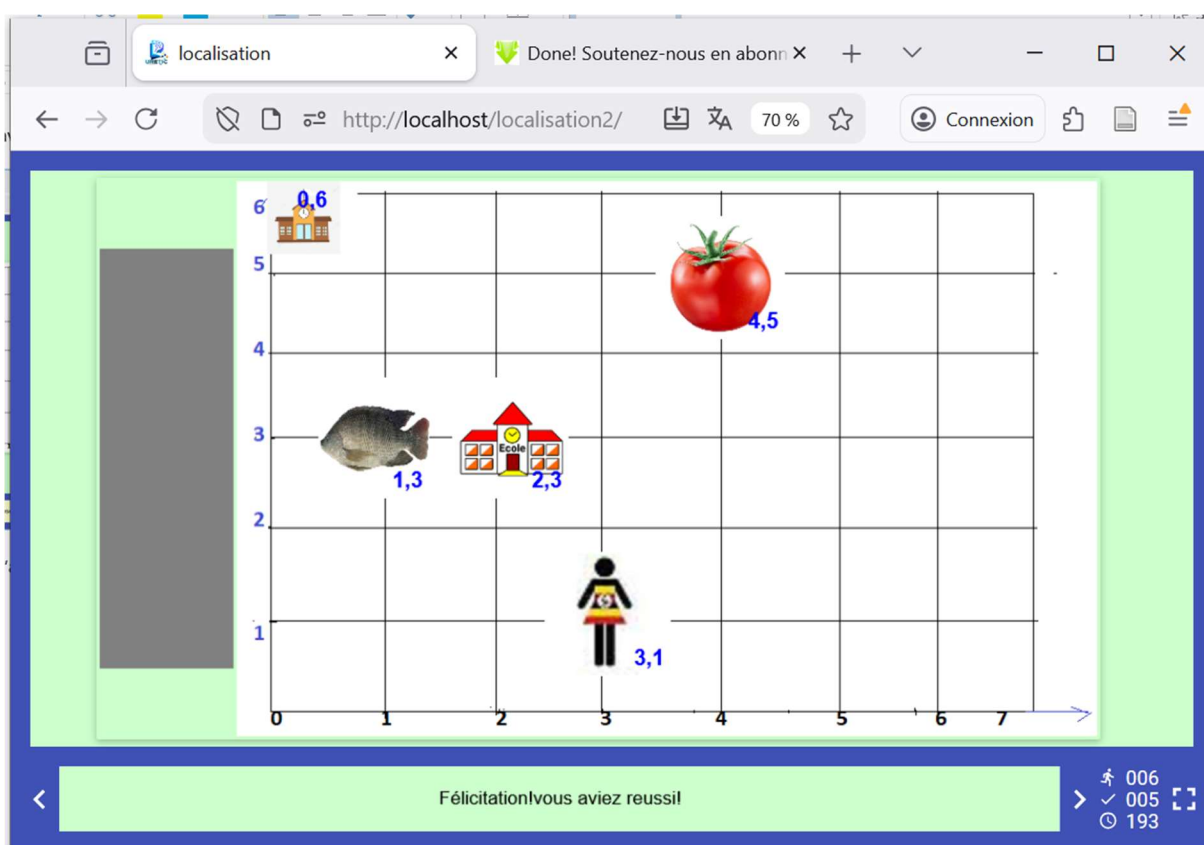 localisation
Done! Soutenez-nous en abonn
http://localhost/localisation2/
70 %
Connexion
6
0,6
5
4,5
4
3
Ecole
1,3
2,3
2
1
3,1
0 1 2 3 4 5 6 7
Félicitation!vous aviez reussi!
006
005
193